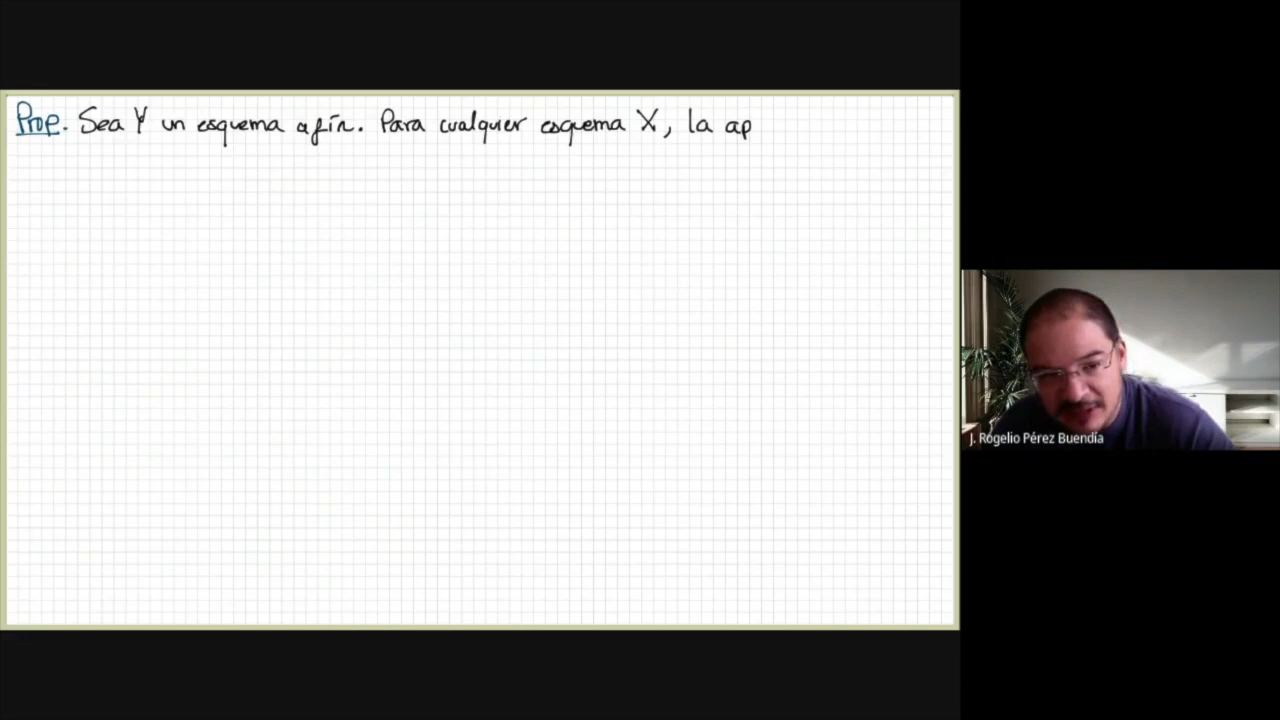 Prop. Sea Y un esquema afín. Para cualquier esquema X, la ap
J. Rogelio Pérez Buendía